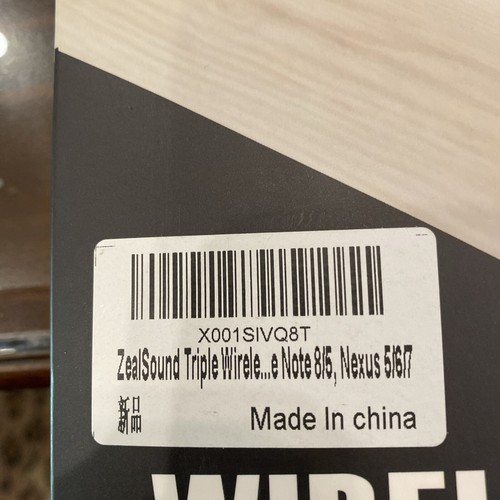 X001SIVQ8T
ZealSound Triple Wirele...e Note 8/5, Nexus 5/6/7
新品
Made In china